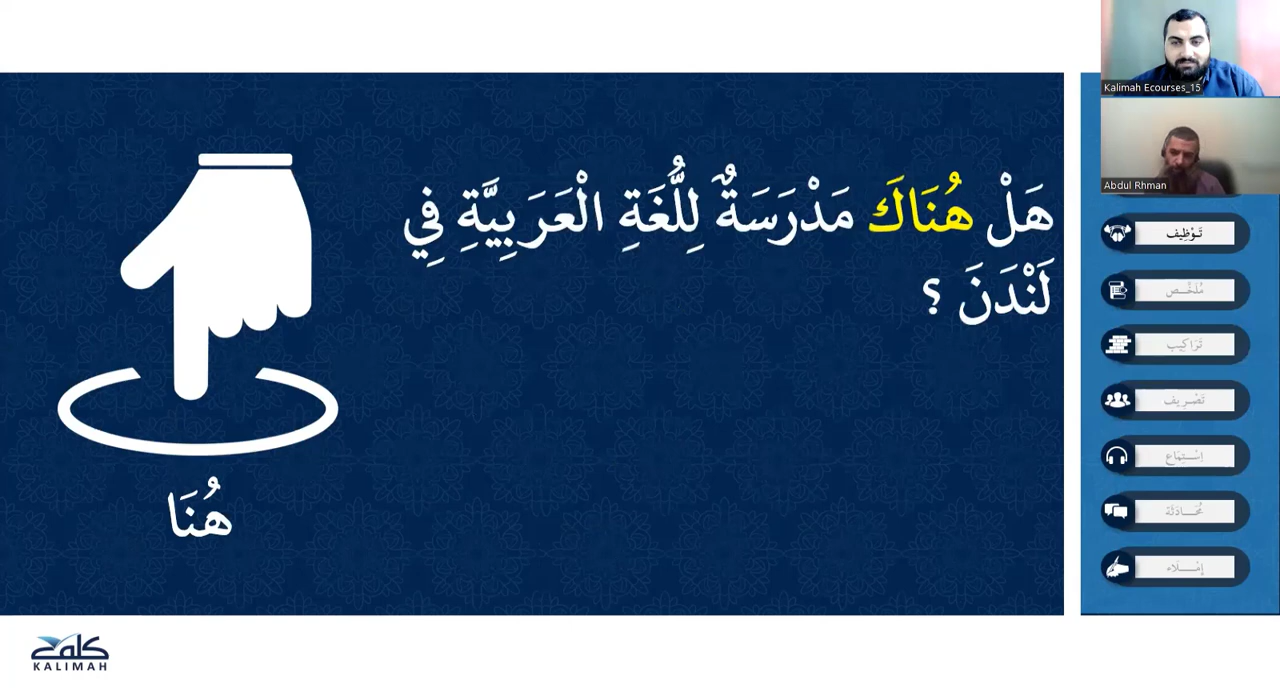 Kalimah Ecourses_15
Abdul Rhman
هَلْ هُنَاكَ مَدْرَسَةٌ لِلُّغَةِ الْعَرَبِيَّةِ فِي
لَنْدَنَ ؟
هُنَا
تَوْظِيف
مُلَخَّص
تَرَاكِيب
تَصْرِيف
اِسْتِمَاع
مُحَادَثَة
إِمْلَاء
كلمة
KALIMAH